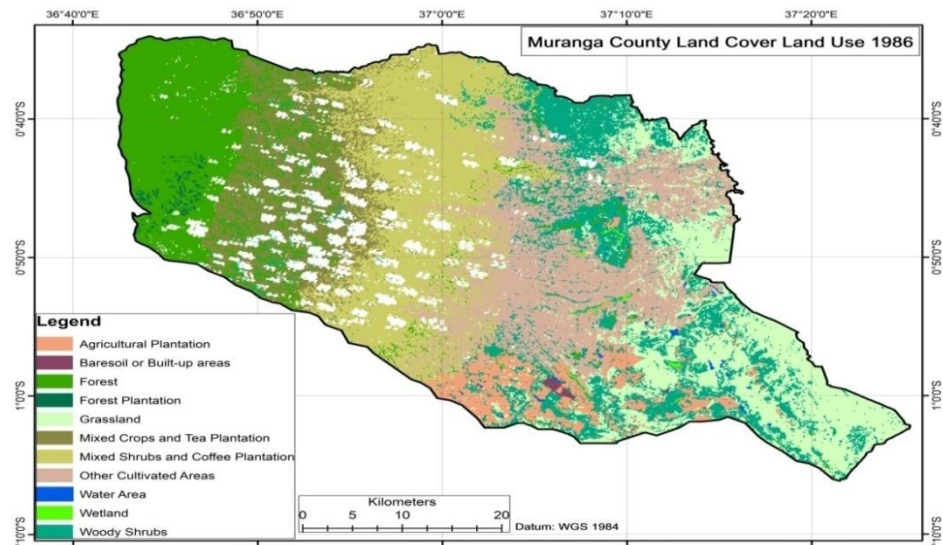 36°40'0"E 36°50'0"E 37°0'0"E 37°10'0"E 37°20'0"E
Muranga County Land Cover Land Use 1986
0°40'0"S 0°40'0"S
0°50'0"S 0°50'0"S
1°0'0"S 1°0'0"S
Legend
Agricultural Plantation
Baresoil or Built-up areas
Forest
Forest Plantation
Grassland
Mixed Crops and Tea Plantation
Mixed Shrubs and Coffee Plantation
Other Cultivated Areas
Water Area
Wetland
Woody Shrubs
Kilometers
0 5 10 20
Datum: WGS 1984